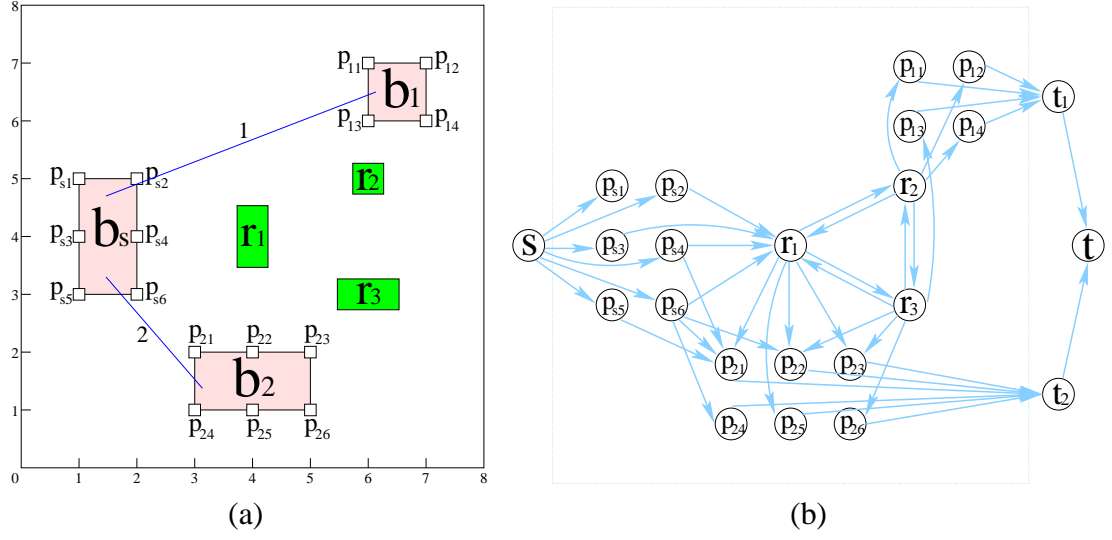 8
7
6
5
4
3
2
1
0
1 2 3 4 5 6 7 8
p11 p12
b1
p13 p14
1
ps1 ps2
bs
ps3 ps4
ps5 ps6
r2
r1
r3
2
p21 p22 p23
b2
p24 p25 p26
(a)
p11 p12
t1
p13 p14
ps1 ps2 r2
s ps3 ps4 r1 t
ps5 ps6 r3
p21 p22 p23
t2
p24 p25 p26
(b)